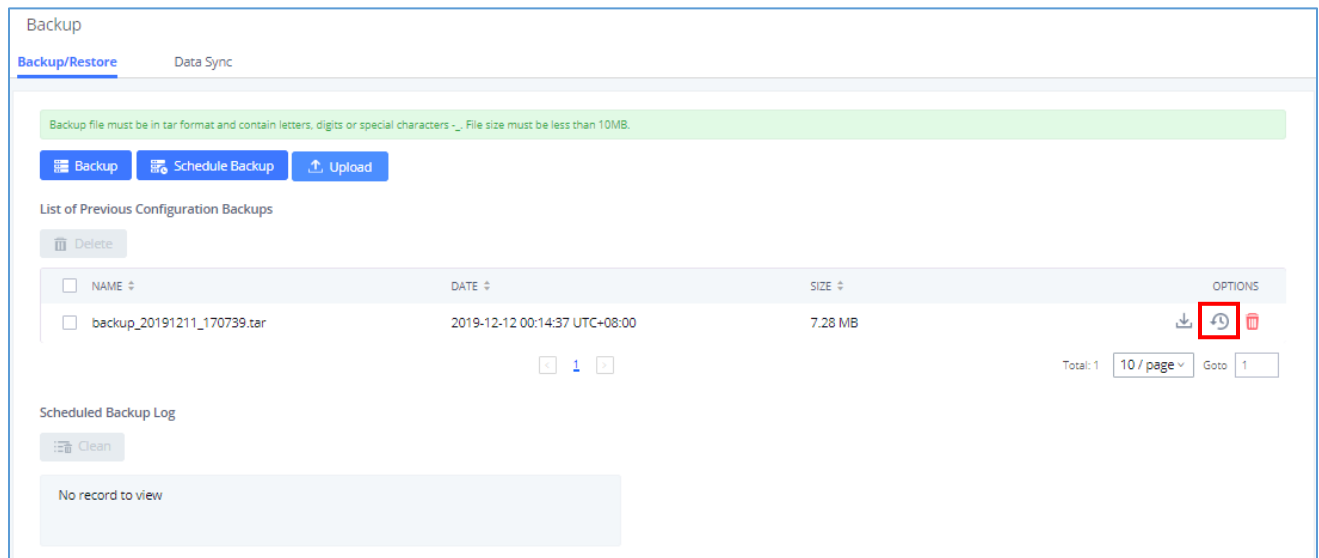 Backup
Backup/Restore Data Sync
Backup file must be in tar format and contain letters, digits or special characters -_. File size must be less than 10MB.
Backup Schedule Backup Upload
List of Previous Configuration Backups
Delete
NAME DATE SIZE OPTIONS
backup_20191211_170739.tar 2019-12-12 00:14:37 UTC+08:00 7.28 MB
< 1 > Total: 1 10 / page Goto 1
Scheduled Backup Log
Clean
No record to view